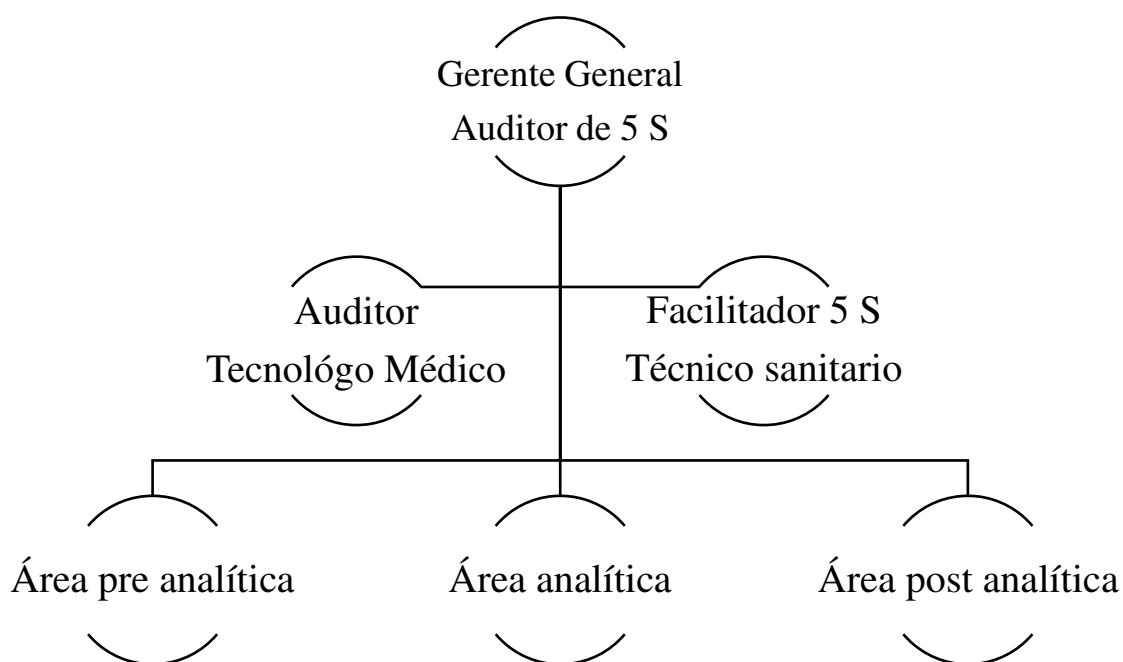 Gerente General
Auditor de 5 S
Auditor
Tecnológo Médico
Facilitador 5 S
Técnico sanitario
Área pre analítica
Área analítica
Área post analítica